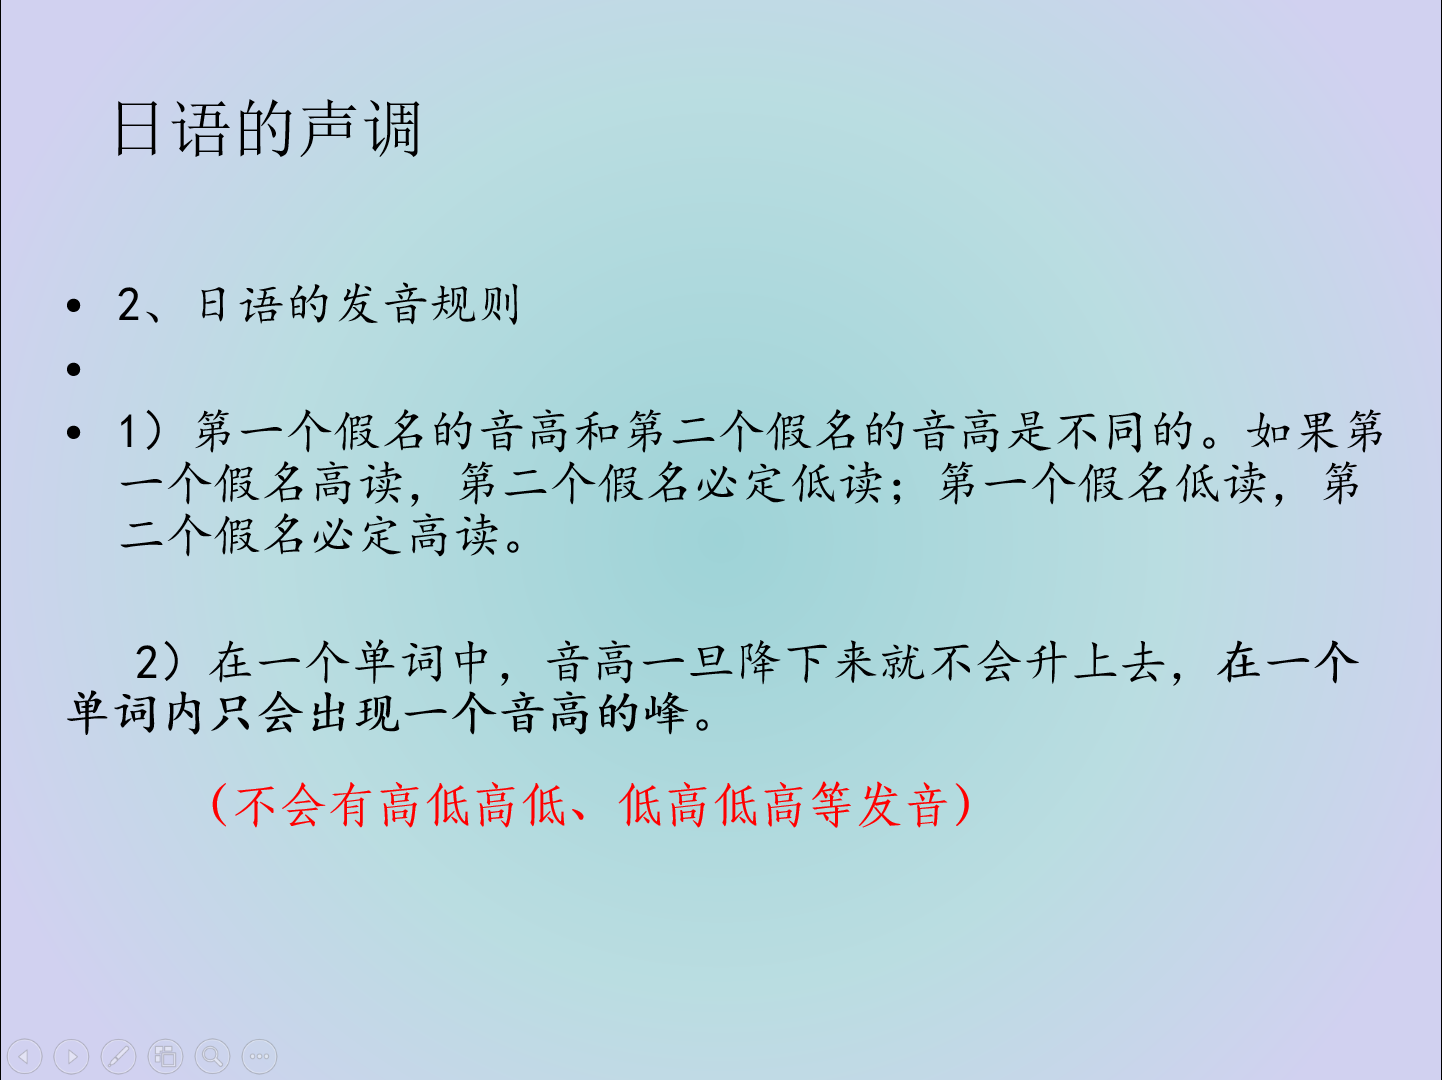 日语的声调
• 2、日语的发音规则
•
• 1）第一个假名的音高和第二个假名的音高是不同的。如果第
一个假名高读，第二个假名必定低读；第一个假名低读，第
二个假名必定高读。
2）在一个单词中，音高一旦降下来就不会升上去，在一个
单词内只会出现一个音高的峰。
（不会有高低高低、低高低高等发音）